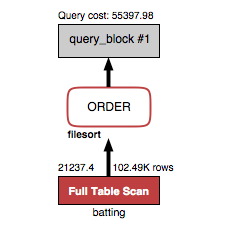 Query cost: 55397.98
query_block #1
ORDER
filesort
21237.4 102.49K rows
Full Table Scan
batting